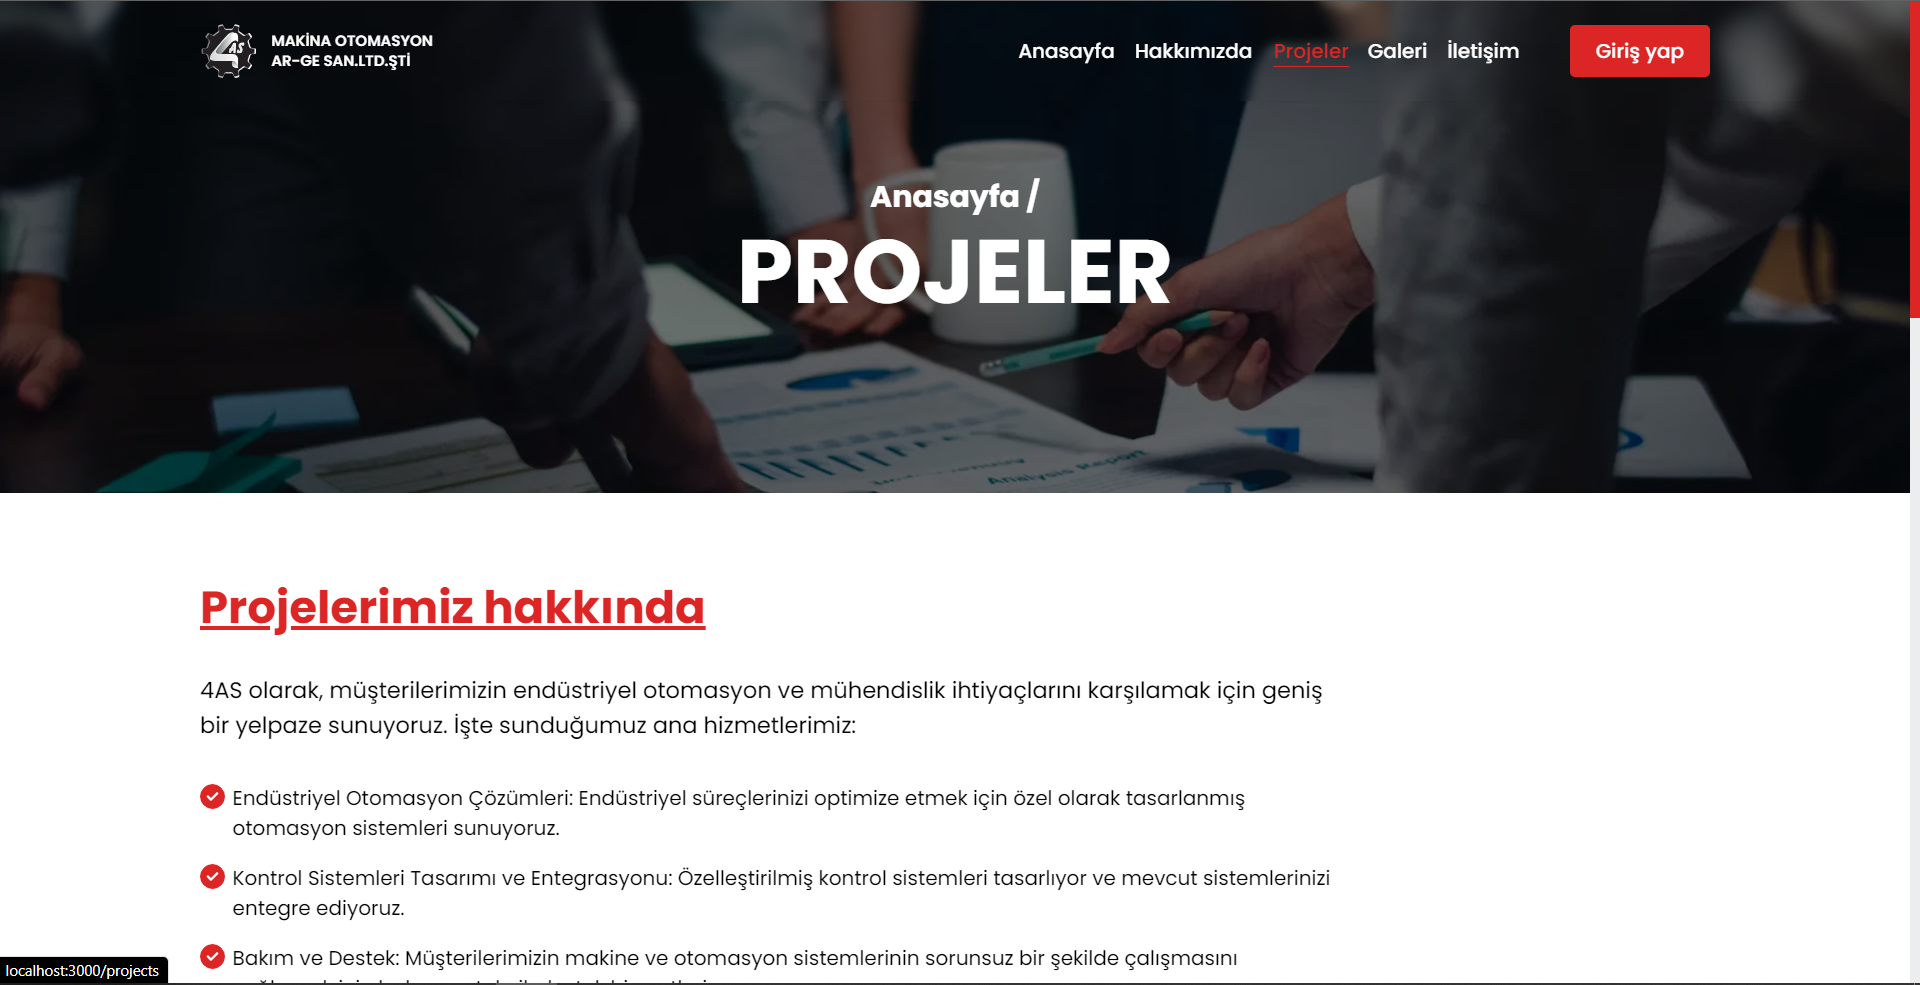 4AS
MAKİNA OTOMASYON
AR-GE SAN.LTD.ŞTİ
Anasayfa Hakkımızda Projeler Galeri İletişim Giriş yap
Anasayfa /
PROJELER
Analysis Report
Projelerimiz hakkında
4AS olarak, müşterilerimizin endüstriyel otomasyon ve mühendislik ihtiyaçlarını karşılamak için geniş
bir yelpaze sunuyoruz. İşte sunduğumuz ana hizmetlerimiz:
Endüstriyel Otomasyon Çözümleri: Endüstriyel süreçlerinizi optimize etmek için özel olarak tasarlanmış
otomasyon sistemleri sunuyoruz.
Kontrol Sistemleri Tasarımı ve Entegrasyonu: Özelleştirilmiş kontrol sistemleri tasarlıyor ve mevcut sistemlerinizi
entegre ediyoruz.
Bakım ve Destek: Müşterilerimizin makine ve otomasyon sistemlerinin sorunsuz bir şekilde çalışmasını
localhost:3000/projects